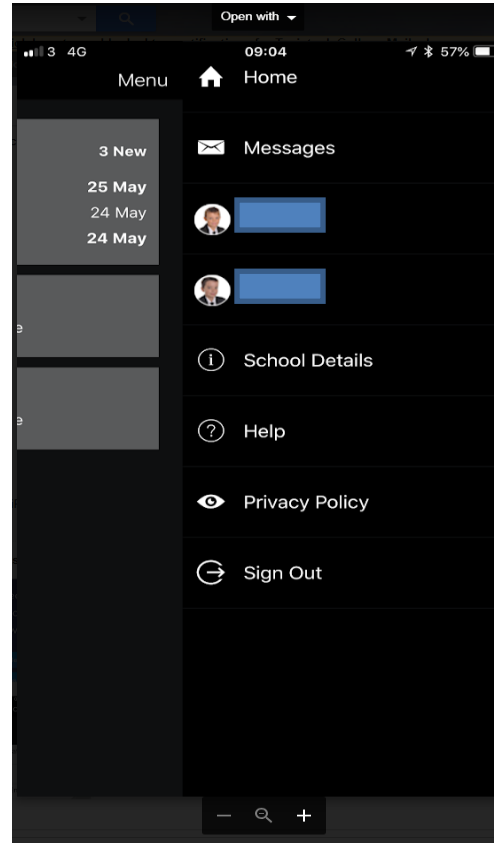 Open with
3 4G 09:04 57%
Menu
Home
3 New
Messages
25 May
24 May
24 May
e
School Details
e
Help
Privacy Policy
Sign Out